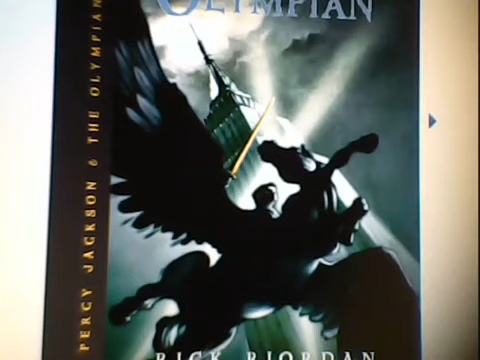 OLYMPIAN
PERCY JACKSON & THE OLYMPIAN
RICK RIORDAN